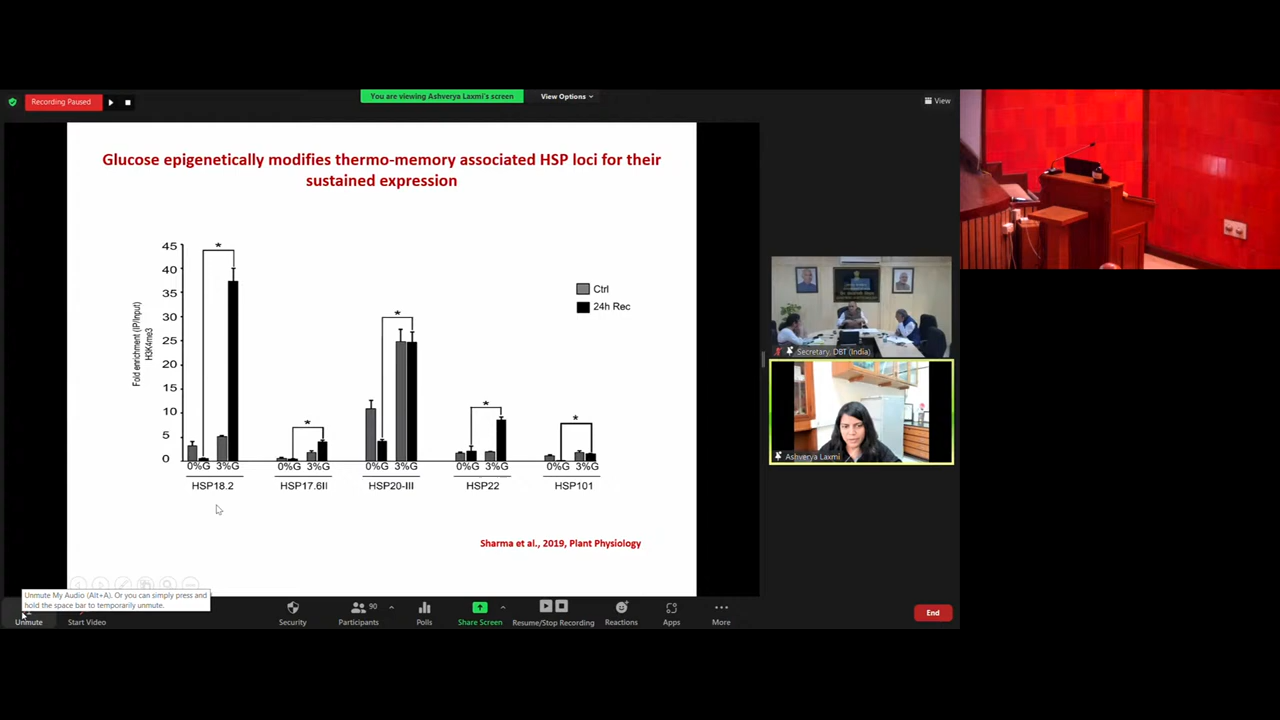 Recording Paused
You are viewing Ashverya Laxmi's screen
View Options
View
Glucose epigenetically modifies thermo-memory associated HSP loci for their
sustained expression
Fold enrichment (IP/Input)
H3K4me3
45
40
35
30
25
20
15
10
5
0
*
*
*
*
*
Ctrl
24h Rec
0%G 3%G 0%G 3%G 0%G 3%G 0%G 3%G 0%G 3%G
HSP18.2 HSP17.6II HSP20-III HSP22 HSP101
Sharma et al., 2019, Plant Physiology
Secretary, DBT (India)
Ashverya Laxmi
Unmute My Audio (Alt+A). Or you can simply press and
hold the space bar to temporarily unmute.
Unmute
Start Video
Security
90
Participants
Polls
Share Screen
Resume/Stop Recording
Reactions
Apps
More
End